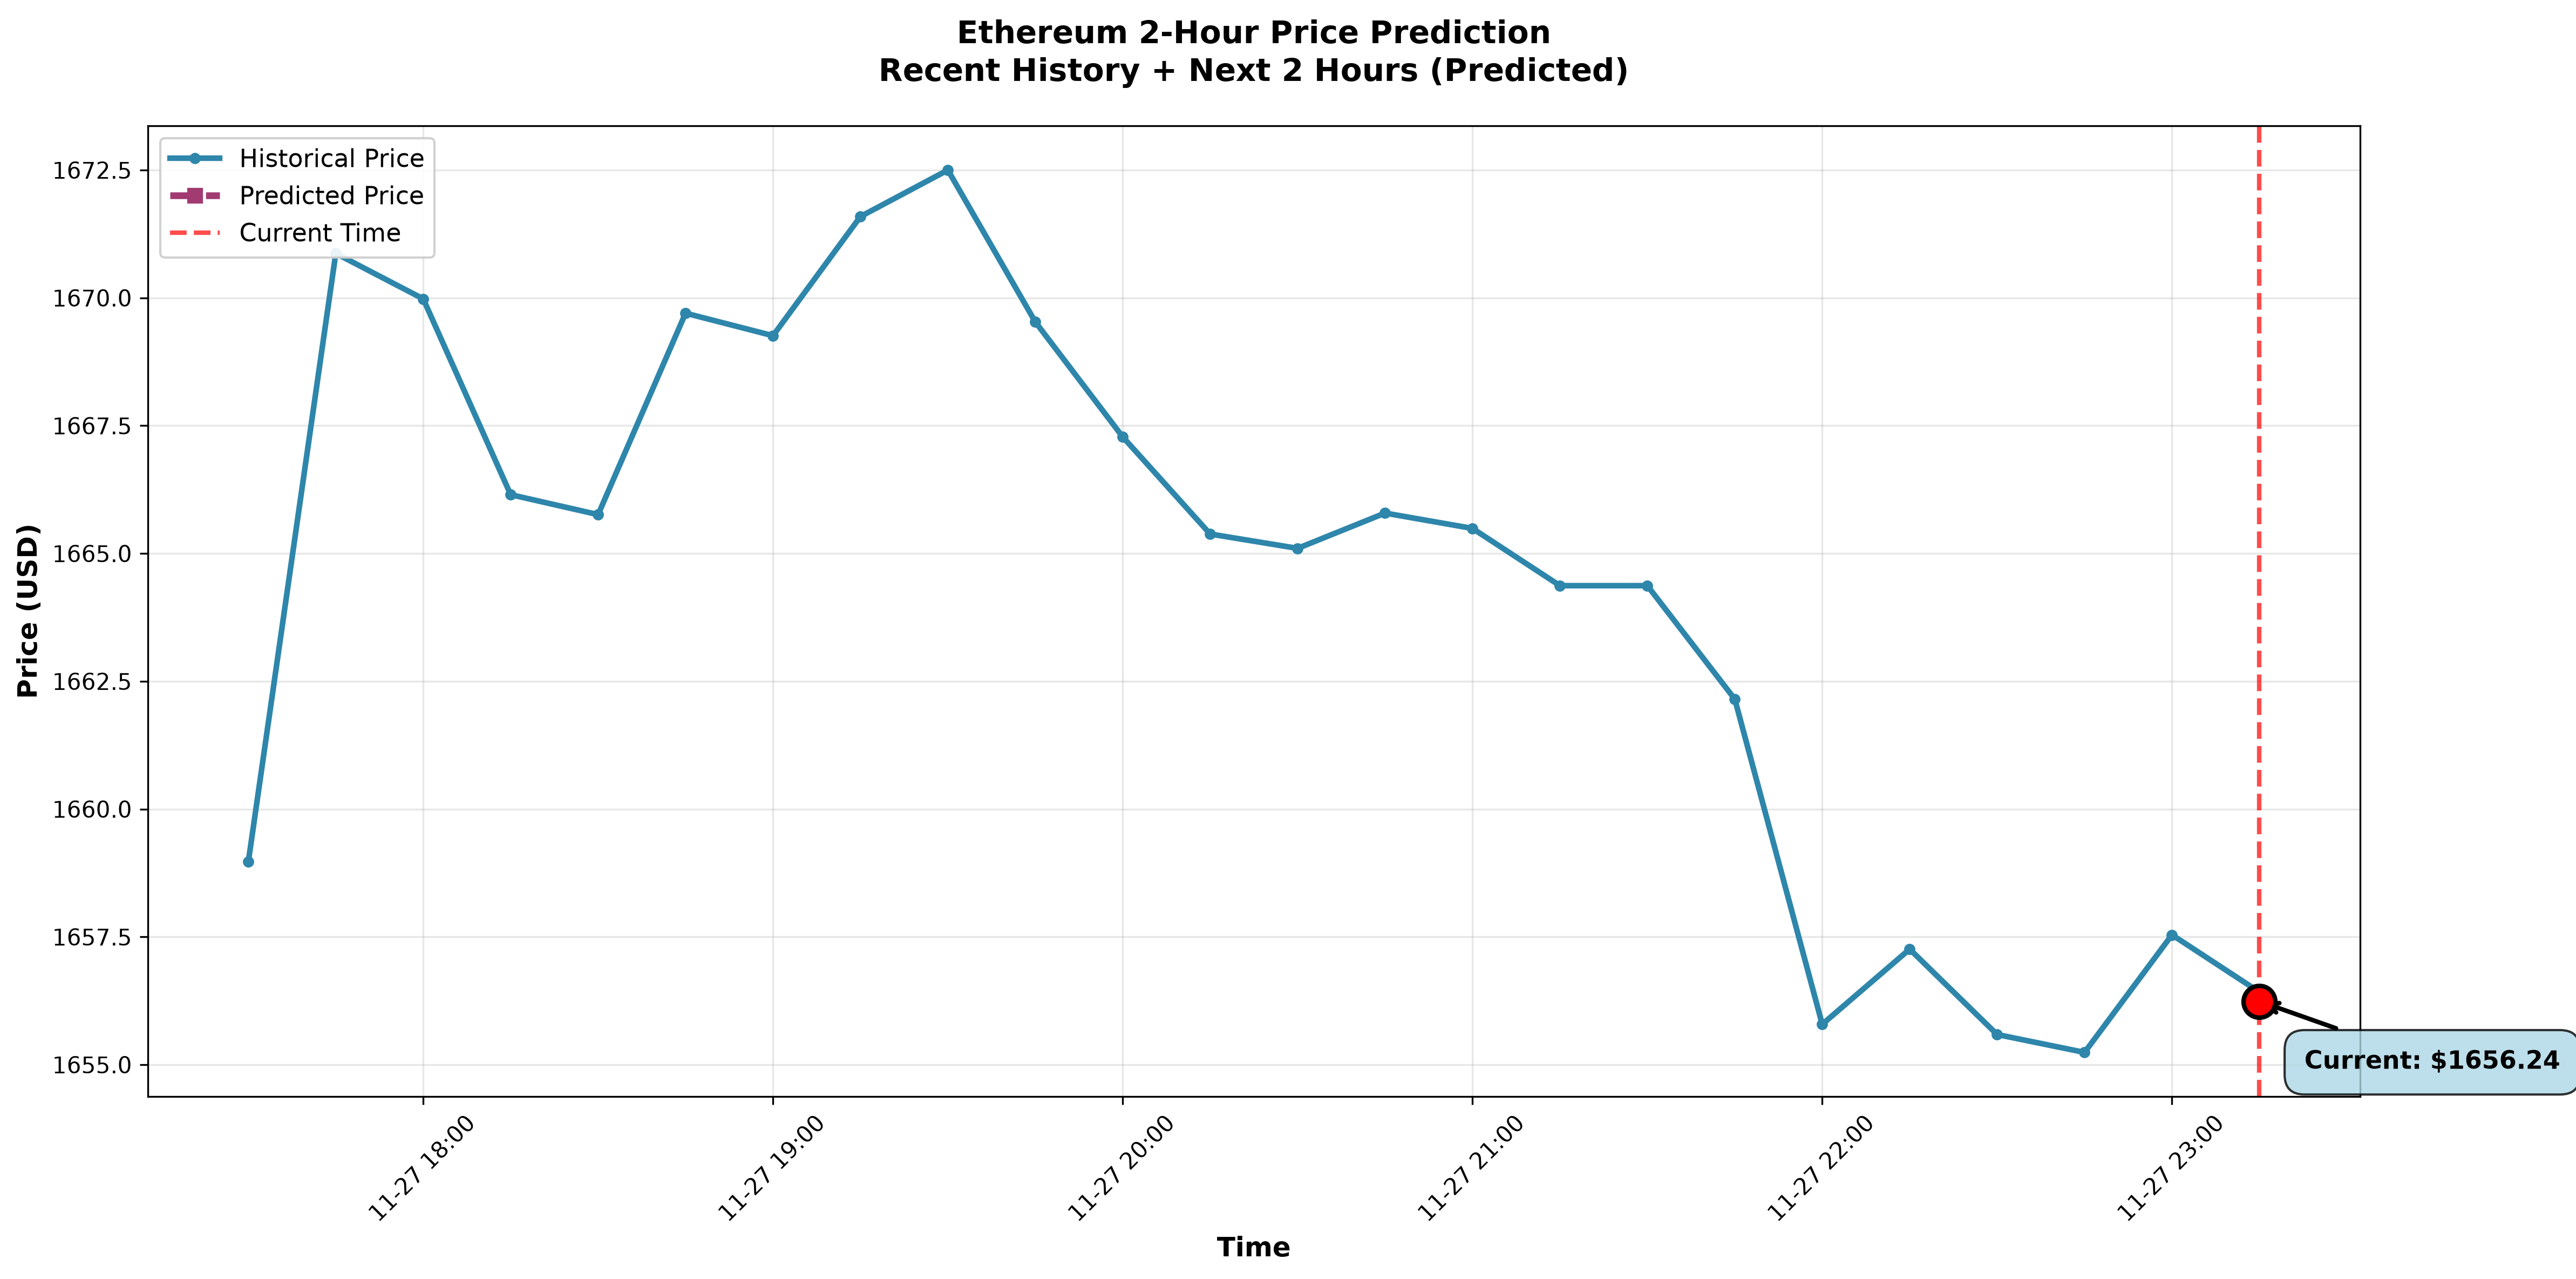 Ethereum 2-Hour Price Prediction
Recent History + Next 2 Hours (Predicted)
Historical Price
Predicted Price
Current Time
Price (USD)
1672.5
1670.0
1667.5
1665.0
1662.5
1660.0
1657.5
1655.0
Current: $1656.24
11-27 18:00
11-27 19:00
11-27 20:00
11-27 21:00
11-27 22:00
11-27 23:00
Time